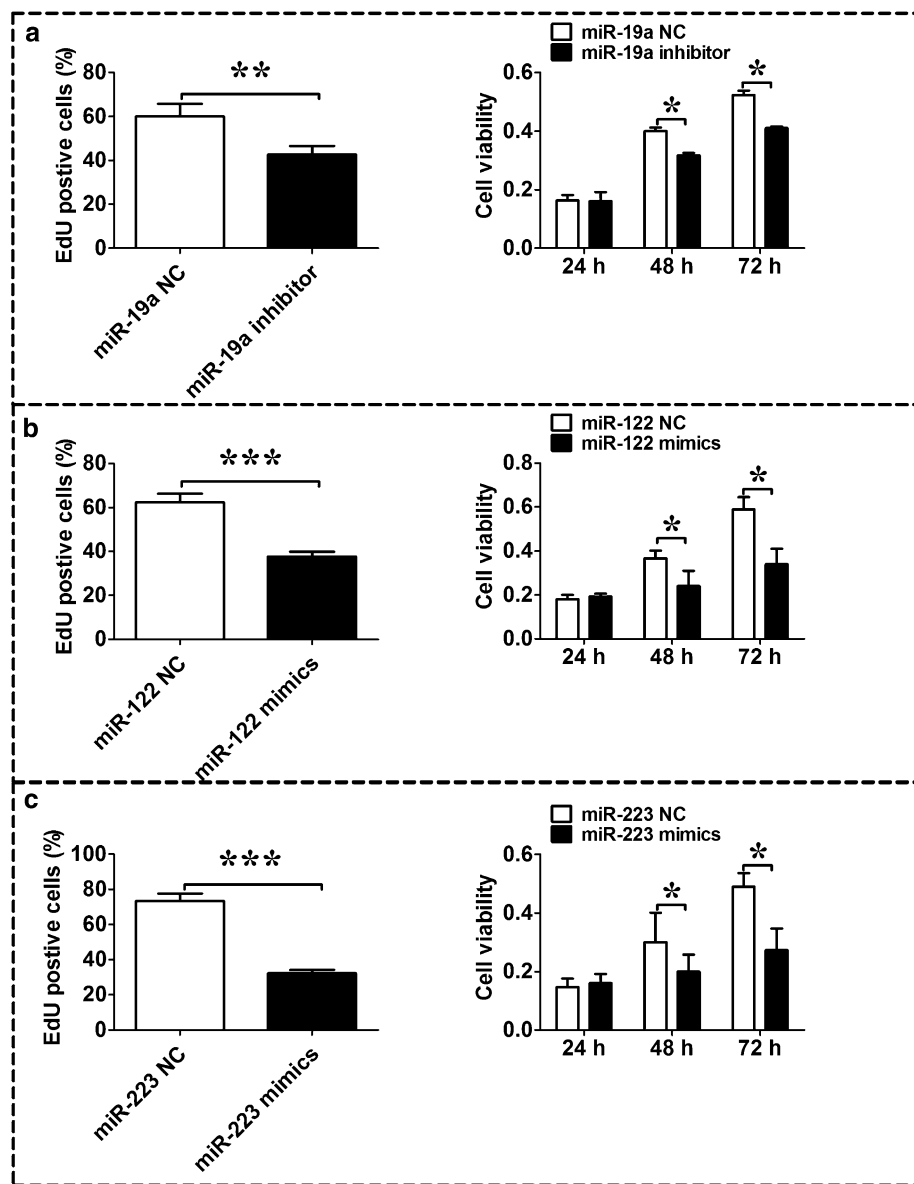 a
EdU postive cells (%)
80
60
40
20
0
**
miR-19a NC
miR-19a inhibitor
miR-19a NC
miR-19a inhibitor
Cell viability
0.6
0.4
0.2
0.0
*
*
24 h 48 h 72 h
b
EdU postive cells (%)
80
60
40
20
0
***
miR-122 NC
miR-122 mimics
miR-122 NC
miR-122 mimics
Cell viability
0.8
0.6
0.4
0.2
0.0
*
*
24 h 48 h 72 h
c
EdU postive cells (%)
100
80
60
40
20
0
***
miR-223 NC
miR-223 mimics
miR-223 NC
miR-223 mimics
Cell viability
0.6
0.4
0.2
0.0
*
*
24 h 48 h 72 h